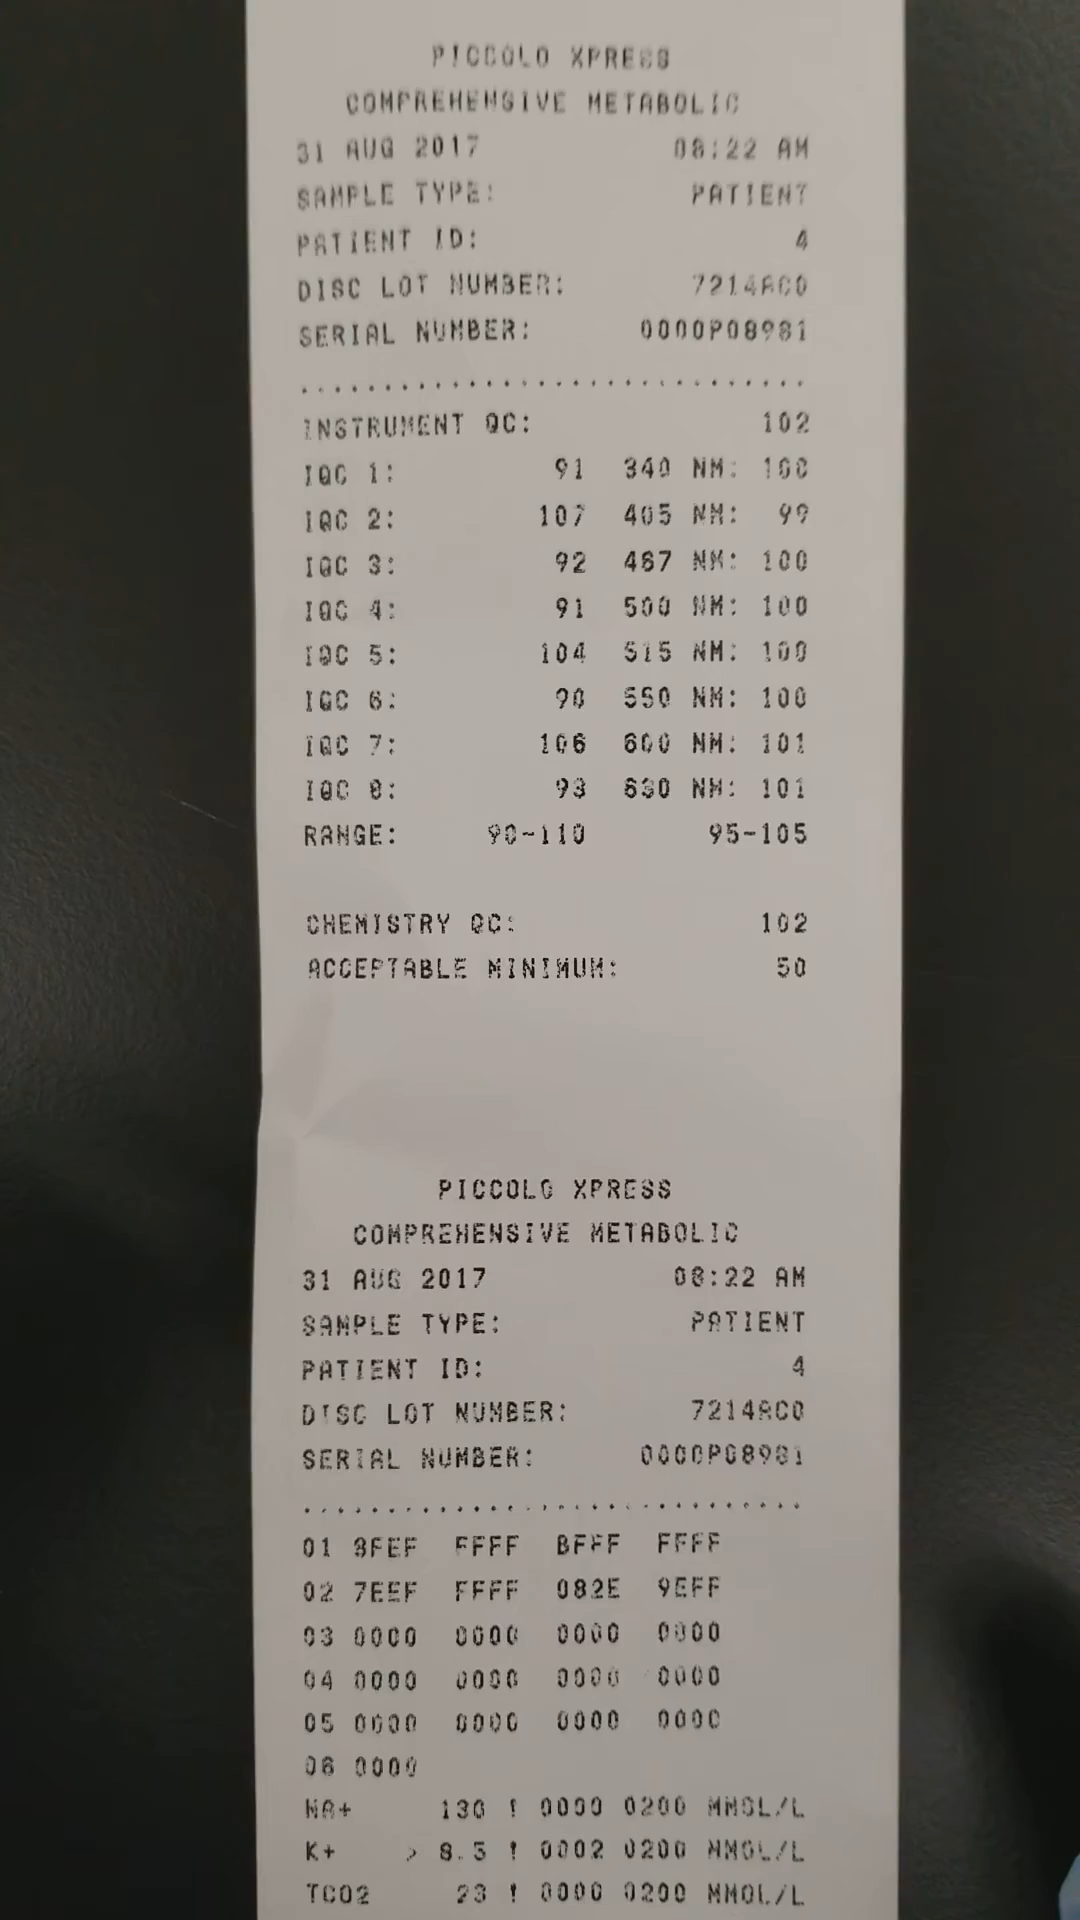 PICCOLO XPRESS
COMPREHENSIVE METABOLIC
31 AUG 2017 08:22 AM
SAMPLE TYPE: PATIENT
PATIENT ID: 4
DISC LOT NUMBER: 7214AC0
SERIAL NUMBER: 0000P08981
..............................
INSTRUMENT QC: 102
IQC 1: 91 340 NM: 100
IQC 2: 107 405 NM: 99
IQC 3: 92 467 NM: 100
IQC 4: 91 500 NM: 100
IQC 5: 104 515 NM: 100
IQC 6: 90 550 NM: 100
IQC 7: 106 600 NM: 101
IQC 8: 93 630 NM: 101
RANGE: 90-110 95-105
CHEMISTRY QC: 102
ACCEPTABLE MINIMUM: 50
PICCOLO XPRESS
COMPREHENSIVE METABOLIC
31 AUG 2017 08:22 AM
SAMPLE TYPE: PATIENT
PATIENT ID: 4
DISC LOT NUMBER: 7214AC0
SERIAL NUMBER: 0000P08981
..............................
01 FFFF BFFF FFFF
02 7EEF FFFF 082E 9EFF
03 0000 0000 0000 0000
04 0000 0000 0000 0000
05 0000 0000 0000 0000
06 0000
NA+ 130 ! 0000 0200 MMOL/L
K+ > 8.5 ! 0002 0200 MMOL/L
TCO2 23 ! 0000 0200 MMOL/L